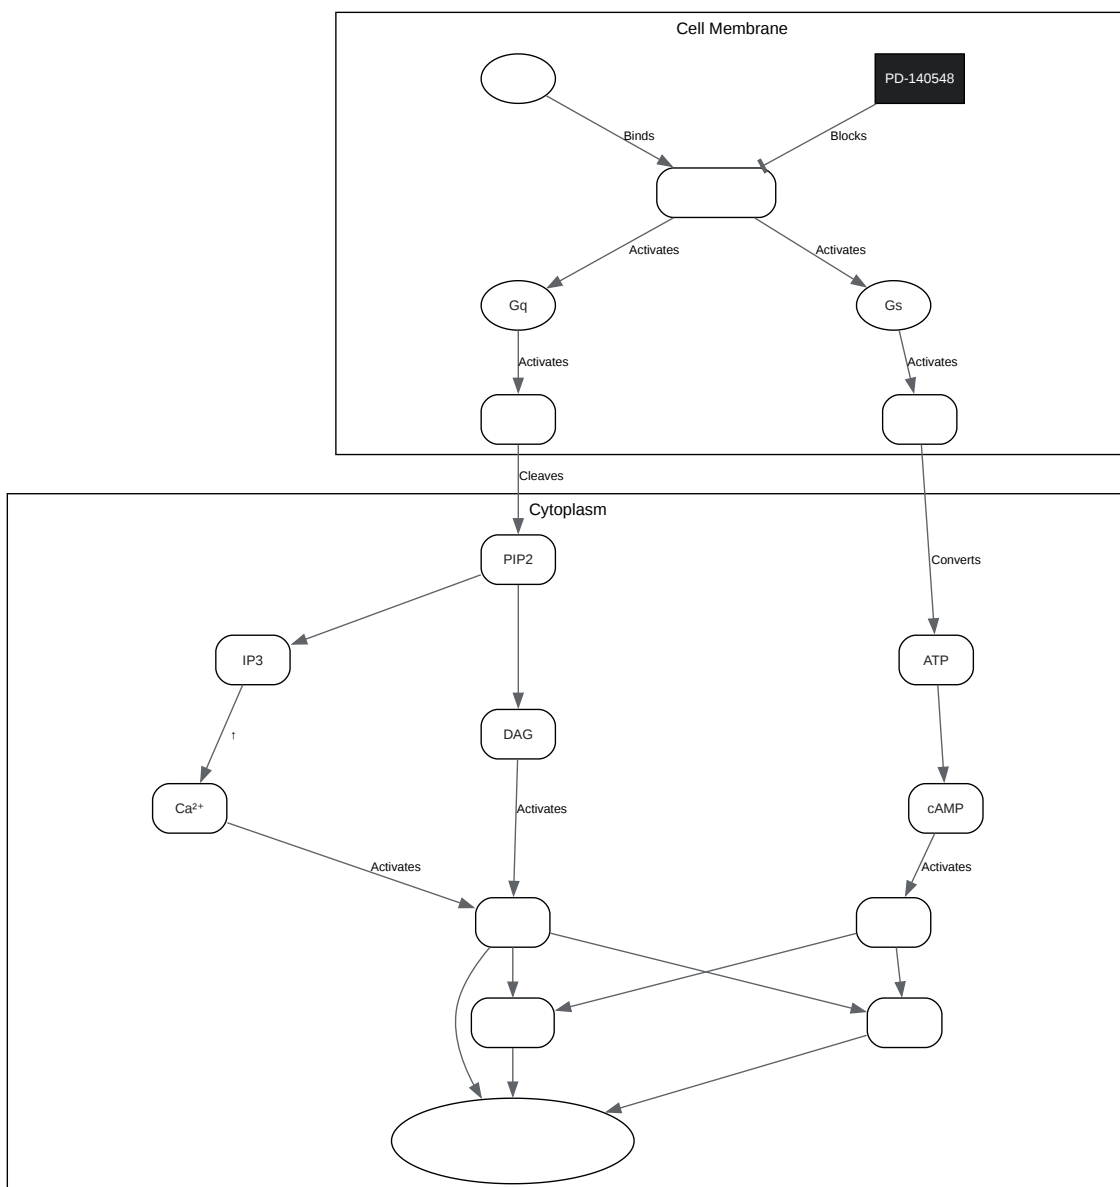 Cell Membrane
PD-140548
Binds
Blocks
Activates
Activates
Gq
Gs
Activates
Activates
Cleaves
Cytoplasm
PIP2
Converts
IP3
ATP
↑
DAG
Ca²⁺
cAMP
Activates
Activates
Activates